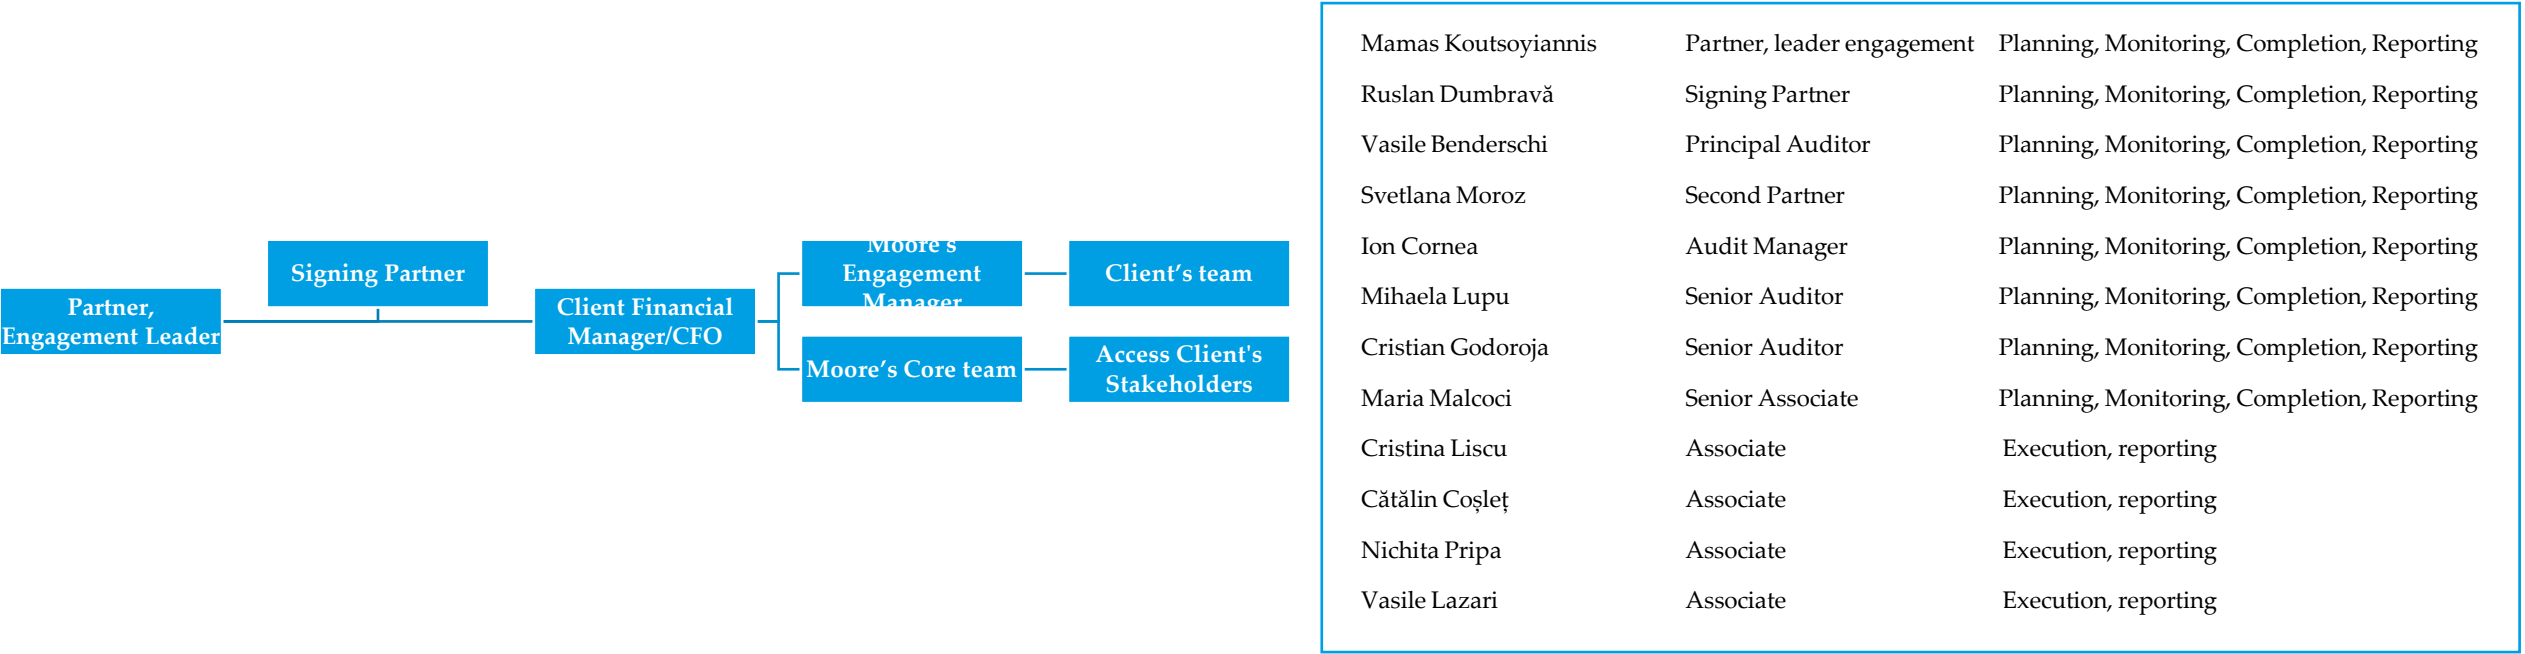 Signing Partner
Partner,
Engagement Leader
Client Financial
Manager/CFO
Moore's
Engagement
Manager
Client’s team
Moore’s Core team
Access Client's
Stakeholders
Mamas Koutsoyiannis Partner, leader engagement Planning, Monitoring, Completion, Reporting
Ruslan Dumbravă Signing Partner Planning, Monitoring, Completion, Reporting
Vasile Benderschi Principal Auditor Planning, Monitoring, Completion, Reporting
Svetlana Moroz Second Partner Planning, Monitoring, Completion, Reporting
Ion Cornea Audit Manager Planning, Monitoring, Completion, Reporting
Mihaela Lupu Senior Auditor Planning, Monitoring, Completion, Reporting
Cristian Godoroja Senior Auditor Planning, Monitoring, Completion, Reporting
Maria Malcoci Senior Associate Planning, Monitoring, Completion, Reporting
Cristina Liscu Associate Execution, reporting
Cătălin Coșleț Associate Execution, reporting
Nichita Pripa Associate Execution, reporting
Vasile Lazari Associate Execution, reporting